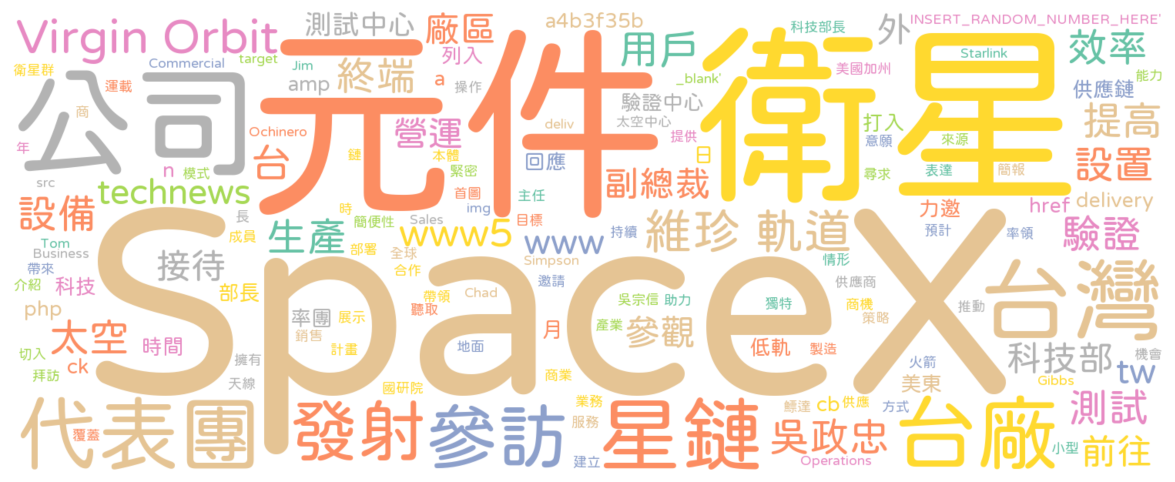 Virgin Orbit
測試中心
廠區
a4b3f35b
用戶
科技部長
外
INSERT_RANDOM_NUMBER_HERE'
衛星群
Commercial
target
Jim
終端
列入
_blank'
Starlink
效率
運載
amp
a
操作
美國加州
能力
公司
元件
衛星
供應鏈
商
Ochinero
營運
deliv
驗證中心
太空中心
打入
提高
年
n
台
鏈
本體
提供
日
意願
來源
模式
緊密
回應
表達
簡報
設置
src
technews
首圖
主任
副總裁
尋求
設備
長
時
簡便性
img
目標
力邀
href
delivery
Tom
成員
生產
Sales
www5
www
持續
維珍
軌道
預計
率領
驗證
Business
接待
部署
全球
Simpson
情形
帶來
合作
介紹
科技
部長
帶領
Chad
邀請
吳宗信
助力
供應商
SpaceX
台灣
php
率團
展示
聽取
獨特
商機
推動
太空
銷售
月
產業
參觀
策略
時間
計畫
地面
低軌
製造
科技部
機會
切入
擁有
火箭
ck
拜訪
天線
國研院
商業
美東
Gibbs
tw
代表團
覆蓋
發射
參訪
業務
服務
星鏈
鏢達
cb
供應
方式
台廠
測試
吳政忠
小型
前往
建立
Operations